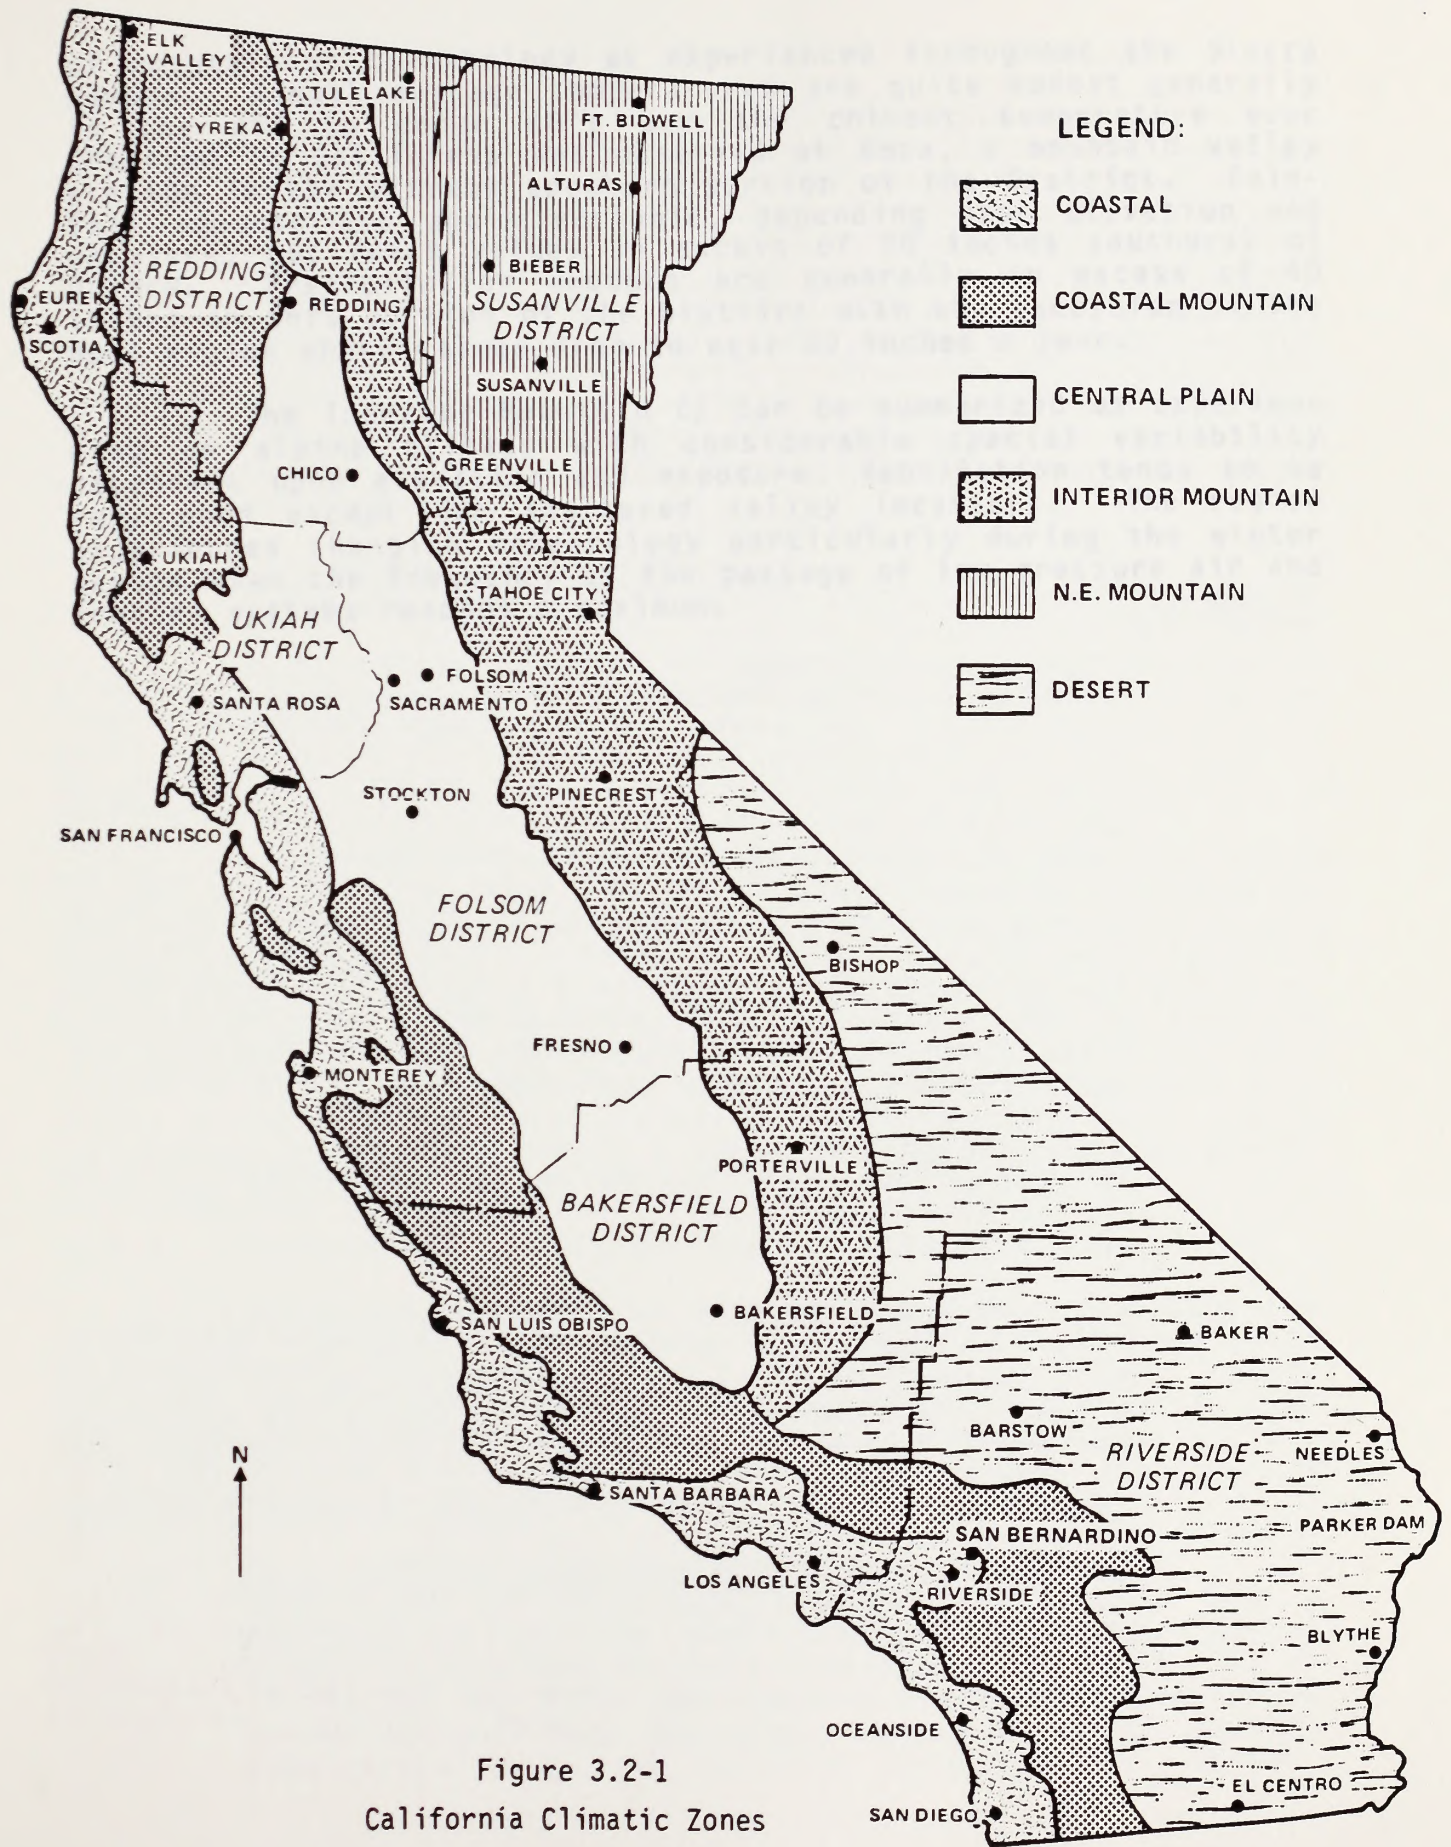 ELK
VALLEY
TULELAKE
YREKA
FT. BIDWELL
ALTURAS
BIEBER
REDDING
DISTRICT
REDDING
SUSANVILLE
DISTRICT
EUREKA
SCOTIA
SUSANVILLE
GREENVILLE
CHICO
UKIAH
TAHOE CITY
UKIAH
DISTRICT
FOLSOM
SACRAMENTO
SANTA ROSA
STOCKTON
PINECREST
SAN FRANCISCO
FOLSOM
DISTRICT
BISHOP
FRESNO
MONTEREY
PORTERVILLE
BAKERSFIELD
DISTRICT
BAKERSFIELD
SAN LUIS OBISPO
BAKER
BARSTOW
RIVERSIDE
DISTRICT
NEEDLES
SANTA BARBARA
PARKER DAM
SAN BERNARDINO
LOS ANGELES
RIVERSIDE
BLYTHE
OCEANSIDE
EL CENTRO
SAN DIEGO
LEGEND:
COASTAL
COASTAL MOUNTAIN
CENTRAL PLAIN
INTERIOR MOUNTAIN
N.E. MOUNTAIN
DESERT
N
Figure 3.2-1
California Climatic Zones